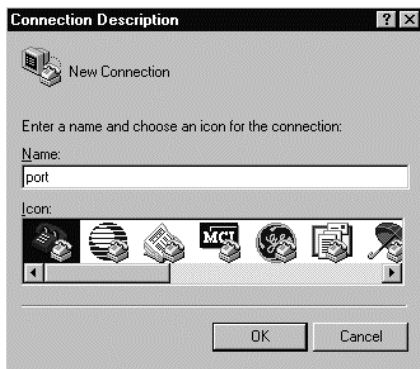 Connection Description
New Connection
Enter a name and choose an icon for the connection:
Name:
port
Icon:
MCI
OK Cancel